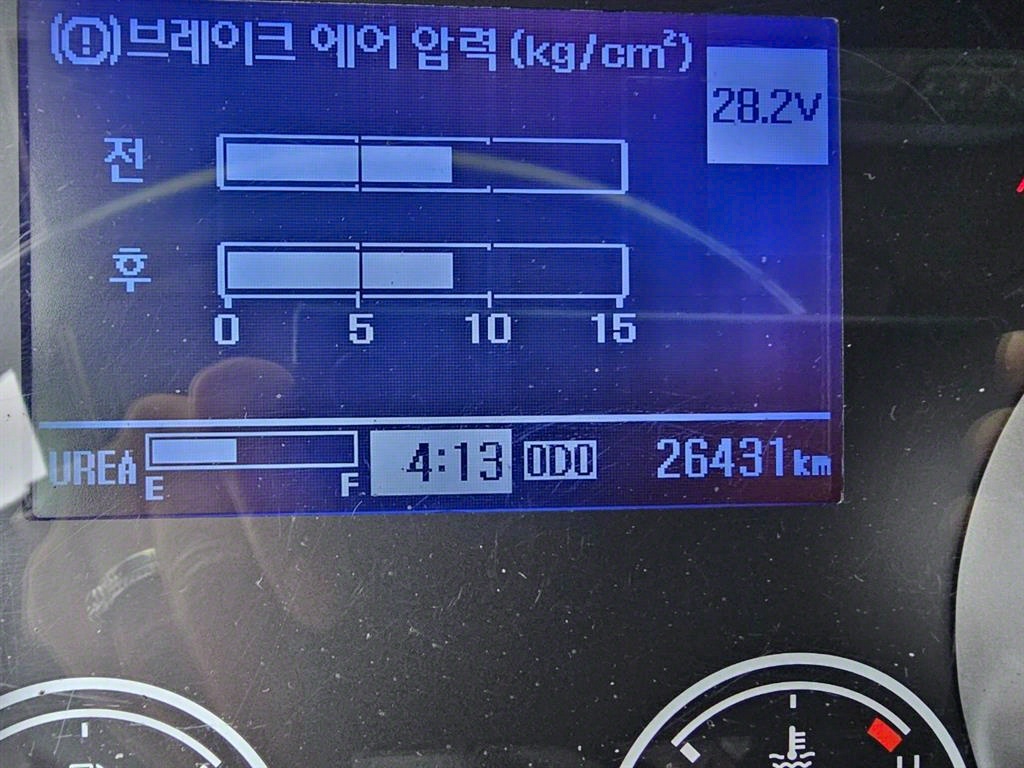 (!) 브레이크 에어 압력 (kg/cm²)
28.2V
전
후
0 5 10 15
UREA E F 4:13 ODO 26431km